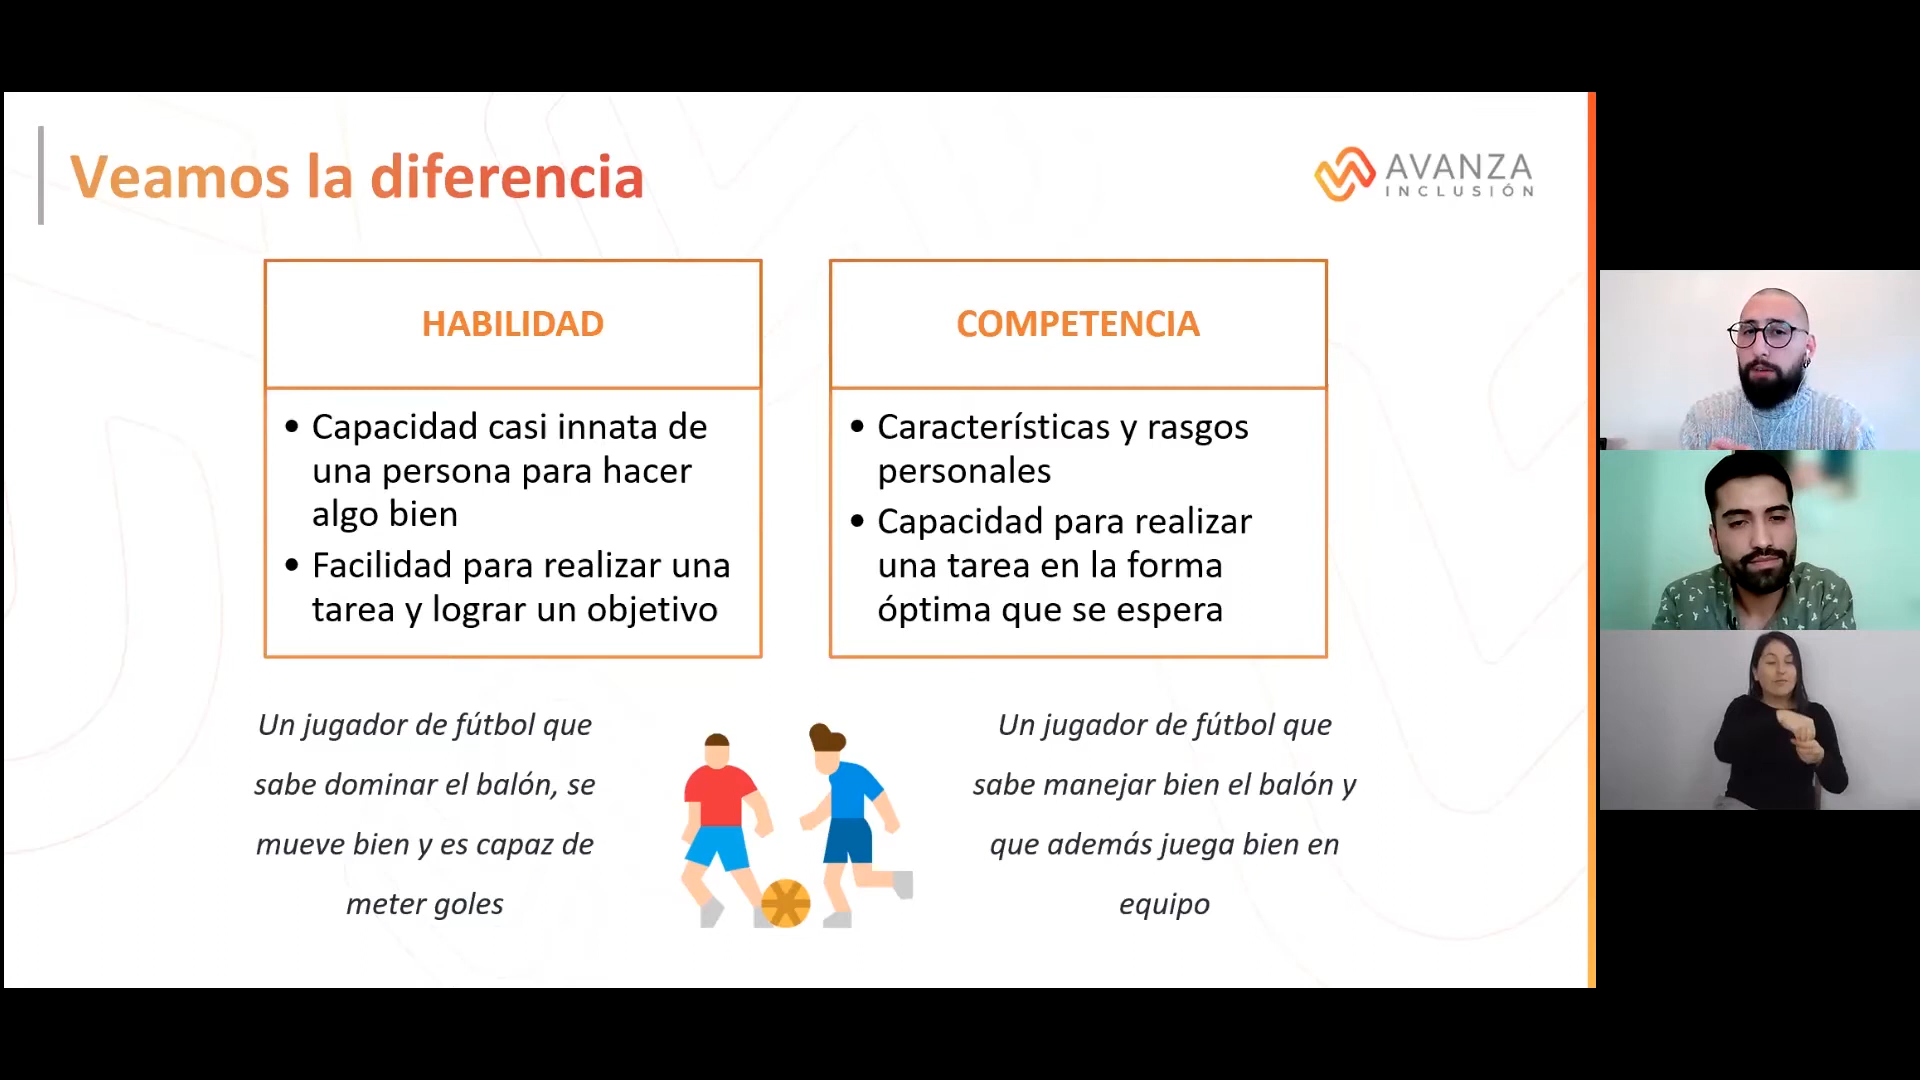 Veamos la diferencia
AVANZA
INCLUSIÓN
HABILIDAD
• Capacidad casi innata de
una persona para hacer
algo bien
• Facilidad para realizar una
tarea y lograr un objetivo
COMPETENCIA
• Características y rasgos
personales
• Capacidad para realizar
una tarea en la forma
óptima que se espera
Un jugador de fútbol que
sabe dominar el balón, se
mueve bien y es capaz de
meter goles
Un jugador de fútbol que
sabe manejar bien el balón y
que además juega bien en
equipo